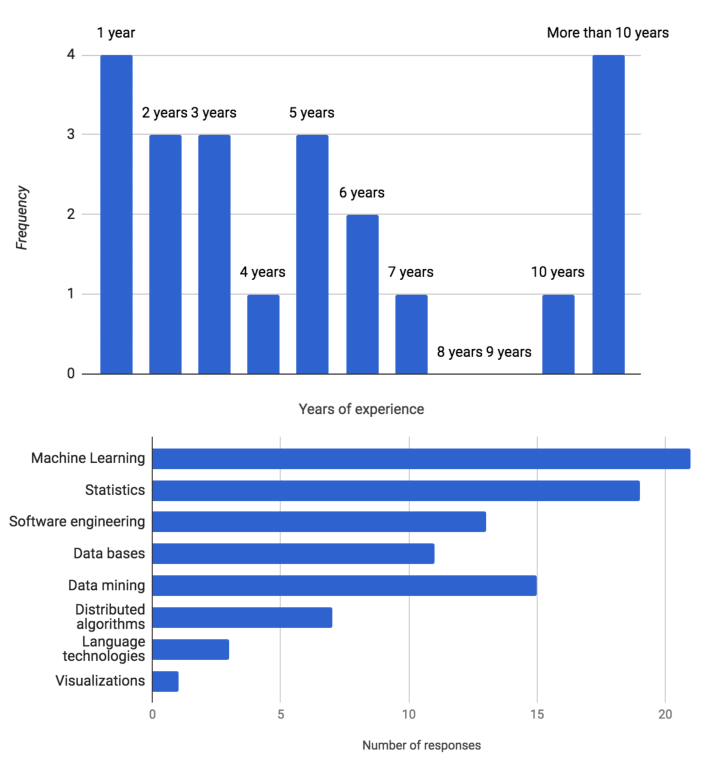 1 year
More than 10 years
4
2 years 3 years
5 years
3
6 years
2
4 years
7 years
10 years
1
8 years 9 years
0
Frequency
Years of experience
Machine Learning
Statistics
Software engineering
Data bases
Data mining
Distributed
algorithms
Language
technologies
Visualizations
0 5 10 15 20
Number of responses